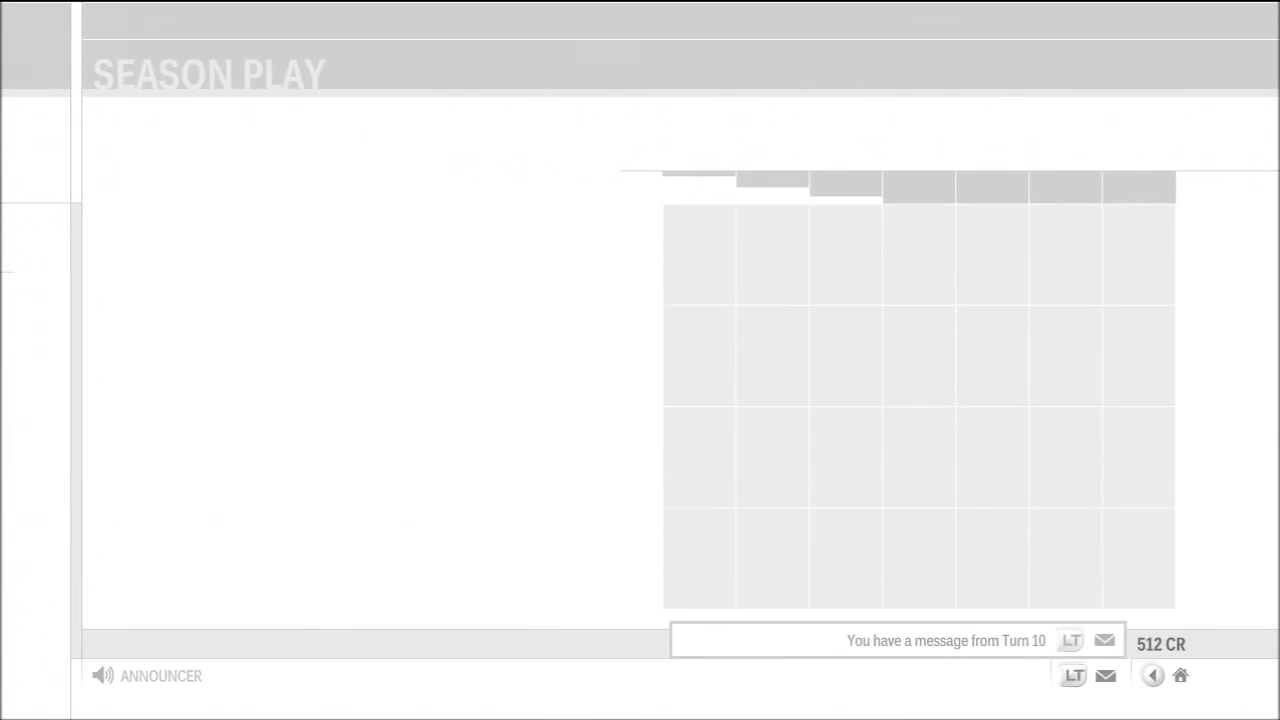 SEASON PLAY
You have a message from Turn 10 LT
512 CR
ANNOUNCER
LT